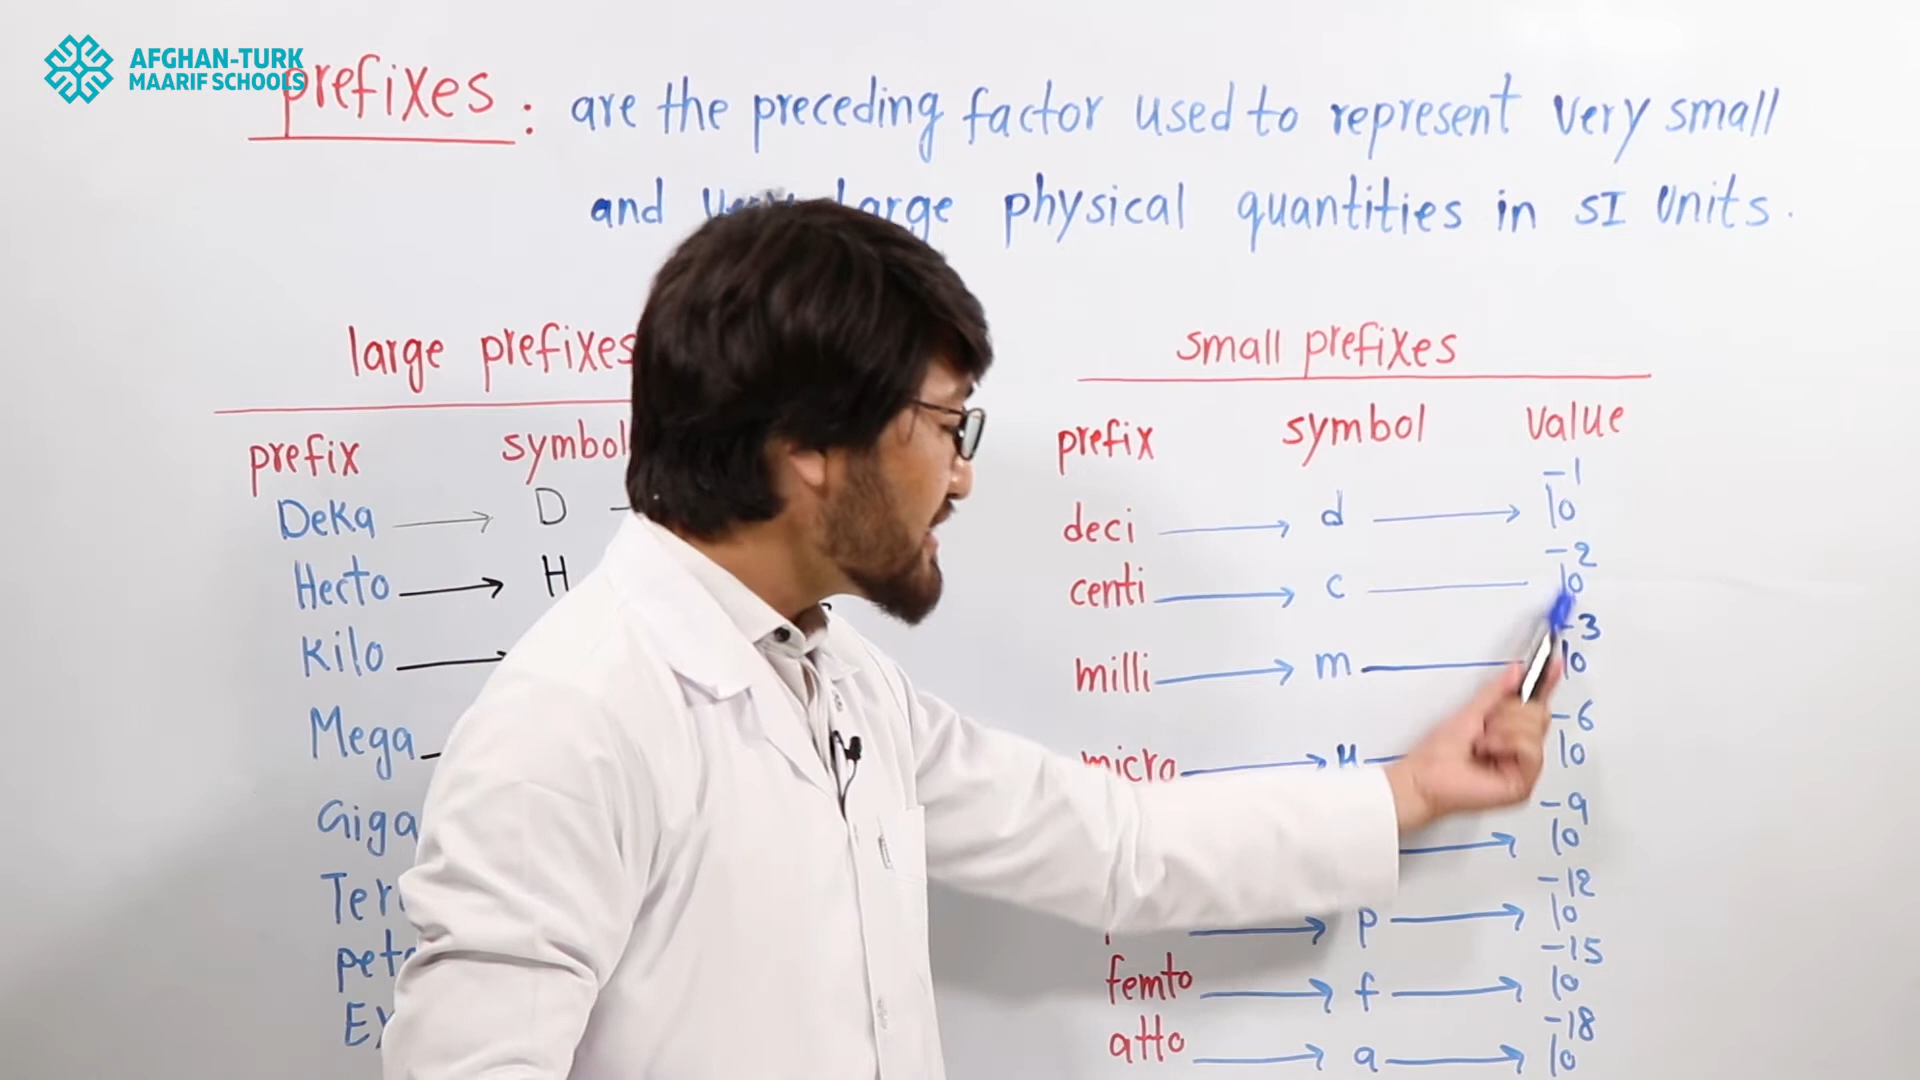 AFGHAN-TURK
MAARIF SCHOOLS
prefixes : are the preceding factor used to represent very small
and large physical quantities in SI Units.
large prefixes
prefix symbol
Deka → D
Hecto → H
Kilo
Mega
Giga
small prefixes
prefix symbol value
deci → d → 10⁻¹
centi → c 10⁻²
milli → m 10⁻³
micro → μ 10⁻⁶
→ 10⁻⁹
→ p → 10⁻¹²
femto → f → 10⁻¹⁵
atto → a → 10⁻¹⁸